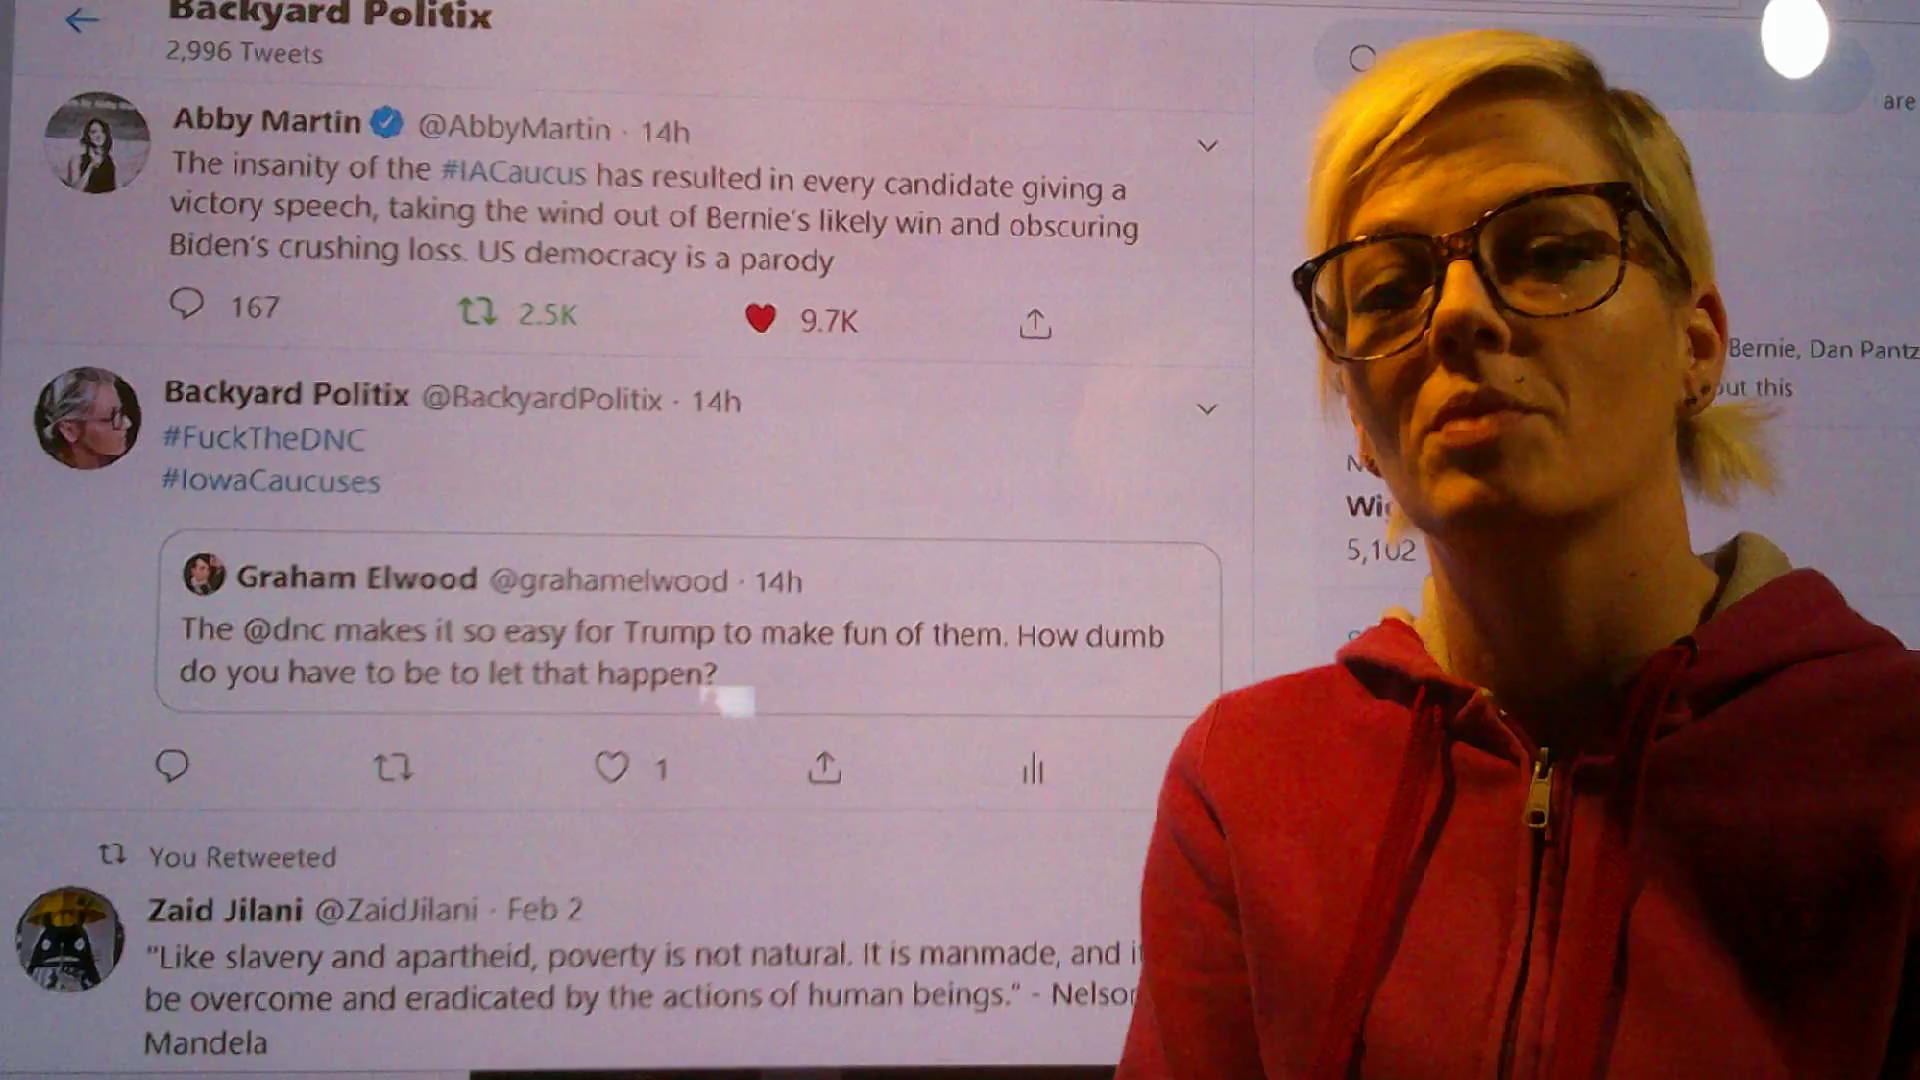 Backyard Politix
2,996 Tweets
Abby Martin @AbbyMartin · 14h
The insanity of the #IACaucus has resulted in every candidate giving a
victory speech, taking the wind out of Bernie's likely win and obscuring
Biden's crushing loss. US democracy is a parody
167 2.5K 9.7K
Backyard Politix @BackyardPolitix · 14h
#FuckTheDNC
#IowaCaucuses
Graham Elwood @grahamelwood · 14h
The @dnc makes it so easy for Trump to make fun of them. How dumb
do you have to be to let that happen?
1
You Retweeted
Zaid Jilani @ZaidJilani · Feb 2
"Like slavery and apartheid, poverty is not natural. It is manmade, and
be overcome and eradicated by the actions of human beings." - Nelson
Mandela
are
Bernie, Dan Pantz
this
5,102